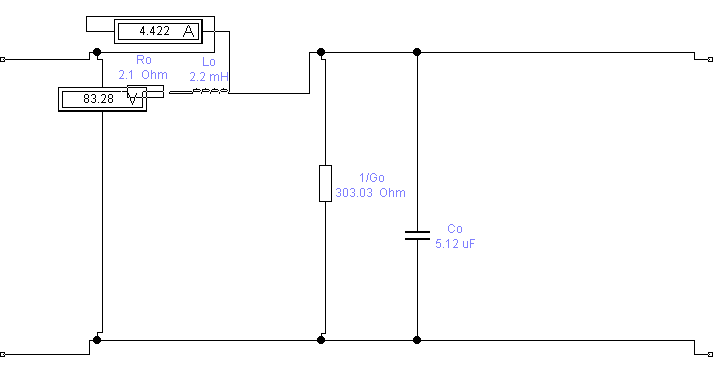 4.422 A
Ro
2.1 Ohm
Lo
2.2 mH
83.28 V
1/Go
303.03 Ohm
Co
5.12 uF